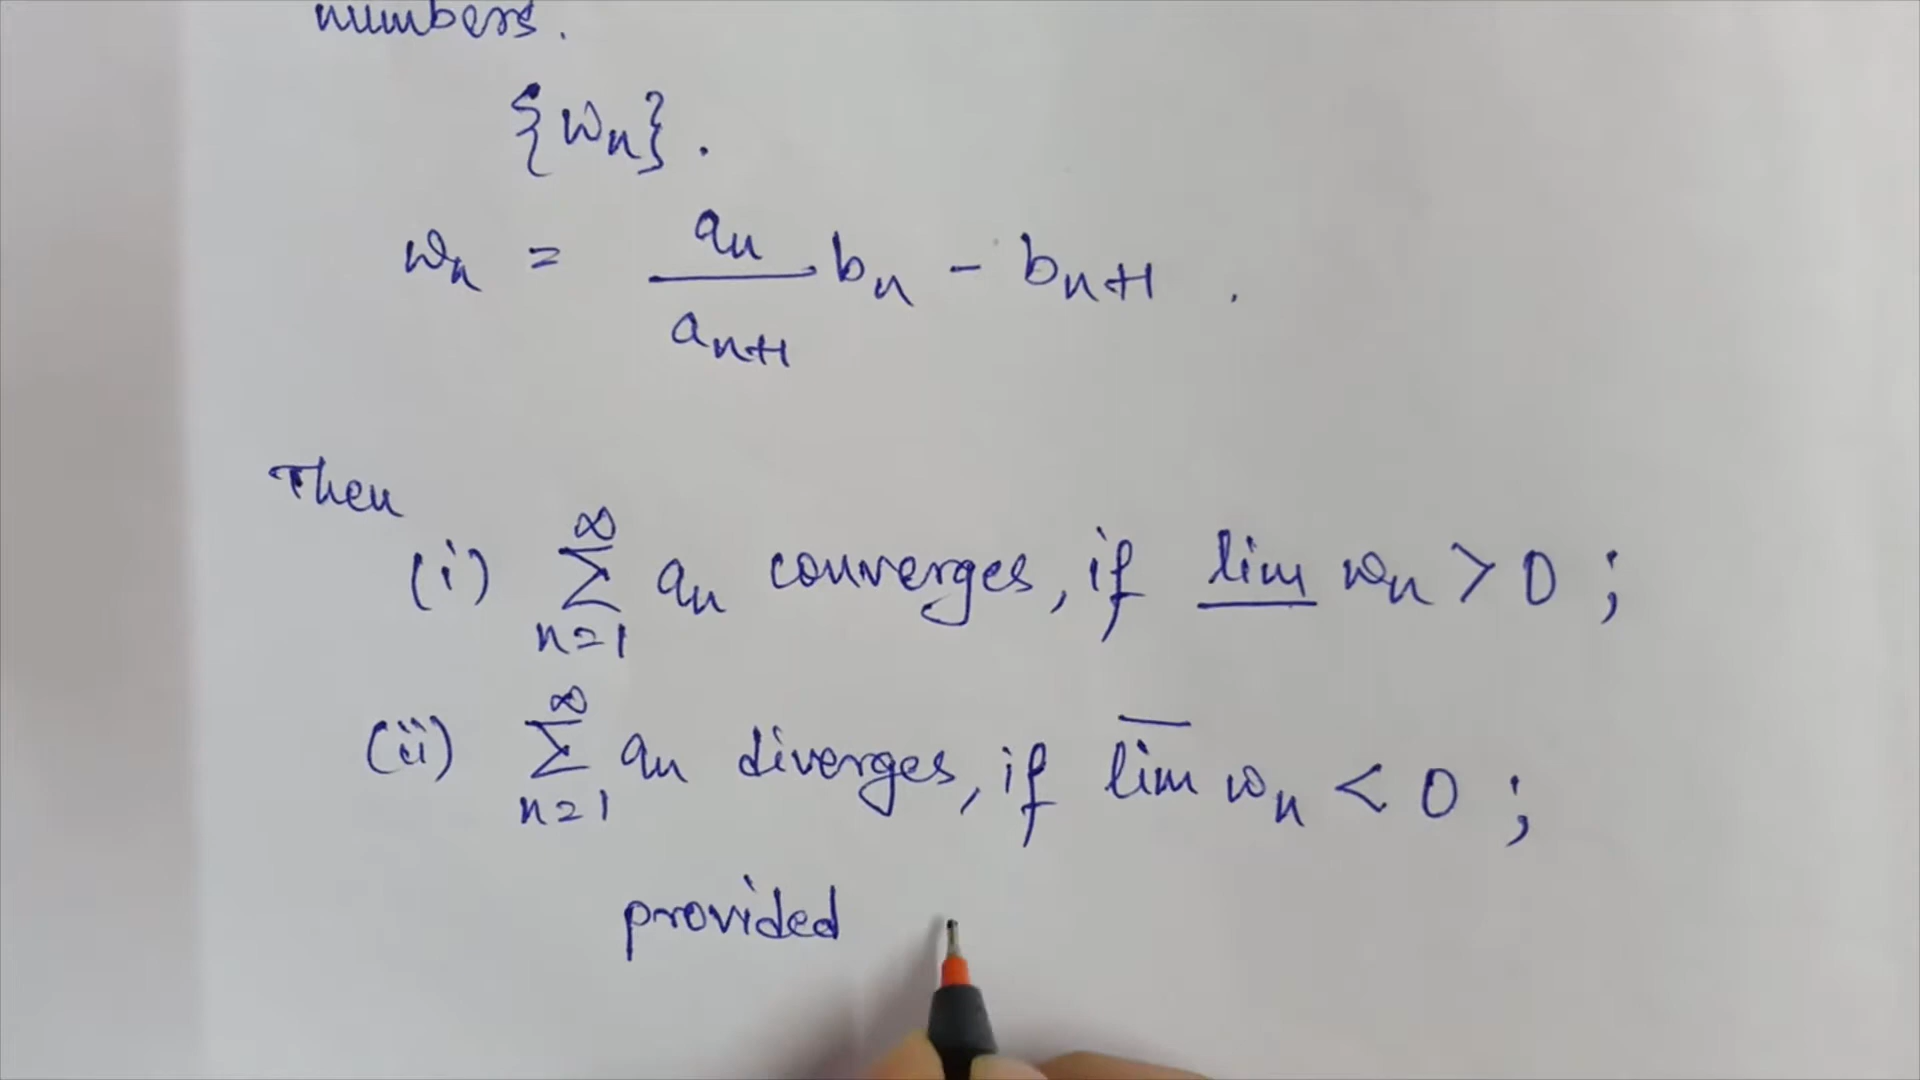 numbers.
{wₙ}.
wₙ = aₙ/aₙ₊₁ bₙ - bₙ₊₁ .
Then
(i) ∑_{n=1}^{∞} aₙ converges, if <u>lim</u> wₙ > 0 ;
(ii) ∑_{n=1}^{∞} aₙ diverges, if l̅i̅m̅ wₙ < 0 ;
provided